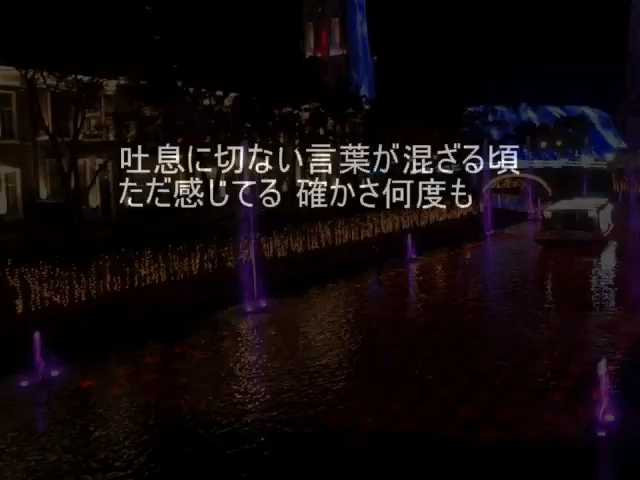 吐息に切ない言葉が混ざる頃
ただ感じてる 確かさ何度も